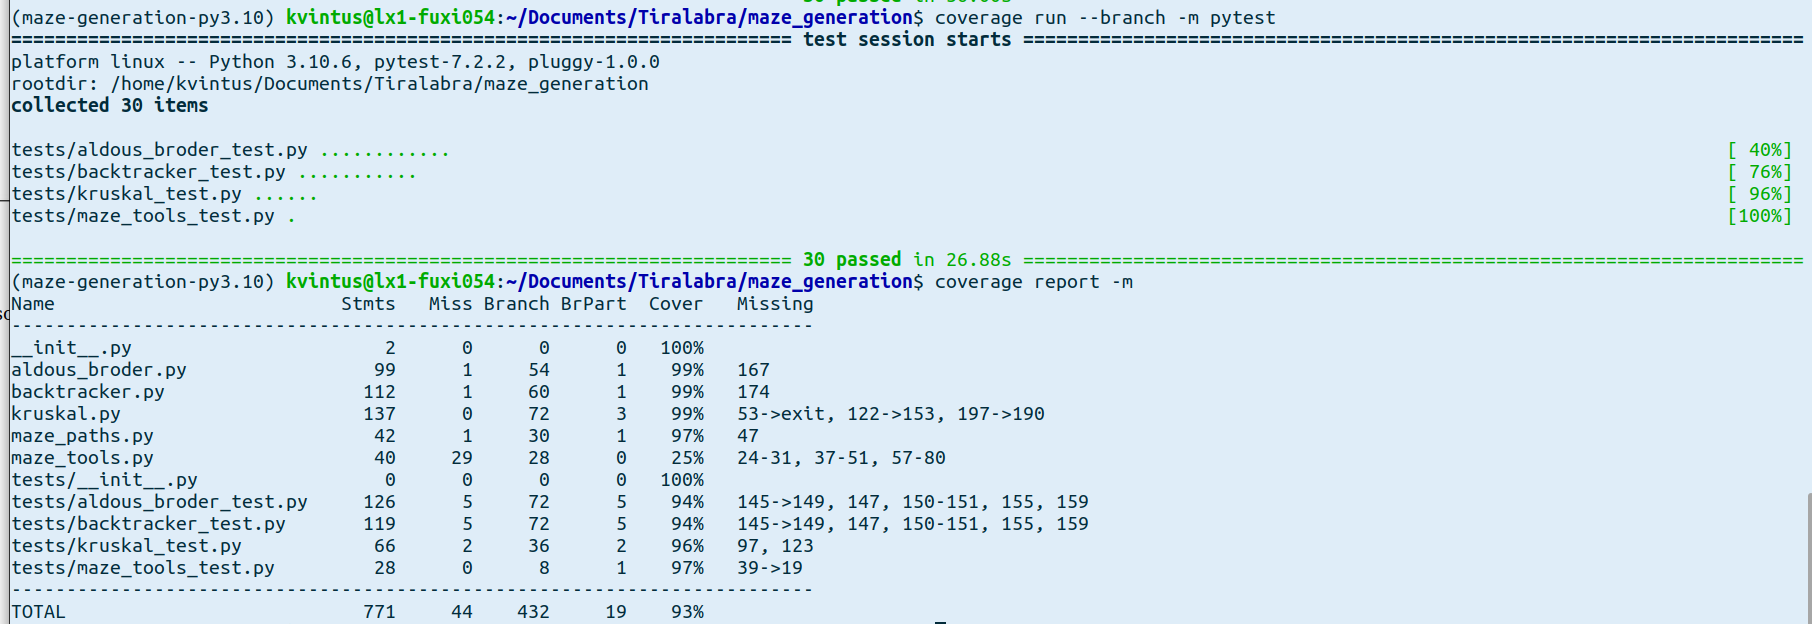 (maze-generation-py3.10) kvintus@lx1-fuxi054:~/Documents/Tiralabra/maze_generation$ coverage run --branch -m pytest
======================================================================= test session starts =======================================================================
platform linux -- Python 3.10.6, pytest-7.2.2, pluggy-1.0.0
rootdir: /home/kvintus/Documents/Tiralabra/maze_generation
collected 30 items
tests/aldous_broder_test.py ............ [ 40%]
tests/backtracker_test.py ........... [ 76%]
tests/kruskal_test.py ...... [ 96%]
tests/maze_tools_test.py . [100%]
======================================================================= 30 passed in 26.88s =======================================================================
(maze-generation-py3.10) kvintus@lx1-fuxi054:~/Documents/Tiralabra/maze_generation$ coverage report -m
Name Stmts Miss Branch BrPart Cover Missing
-------------------------------------------------------------------------
__init__.py 2 0 0 0 100%
aldous_broder.py 99 1 54 1 99% 167
backtracker.py 112 1 60 1 99% 174
kruskal.py 137 0 72 3 99% 53->exit, 122->153, 197->190
maze_paths.py 42 1 30 1 97% 47
maze_tools.py 40 29 28 0 25% 24-31, 37-51, 57-80
tests/__init__.py 0 0 0 0 100%
tests/aldous_broder_test.py 126 5 72 5 94% 145->149, 147, 150-151, 155, 159
tests/backtracker_test.py 119 5 72 5 94% 145->149, 147, 150-151, 155, 159
tests/kruskal_test.py 66 2 36 2 96% 97, 123
tests/maze_tools_test.py 28 0 8 1 97% 39->19
-------------------------------------------------------------------------
TOTAL 771 44 432 19 93%